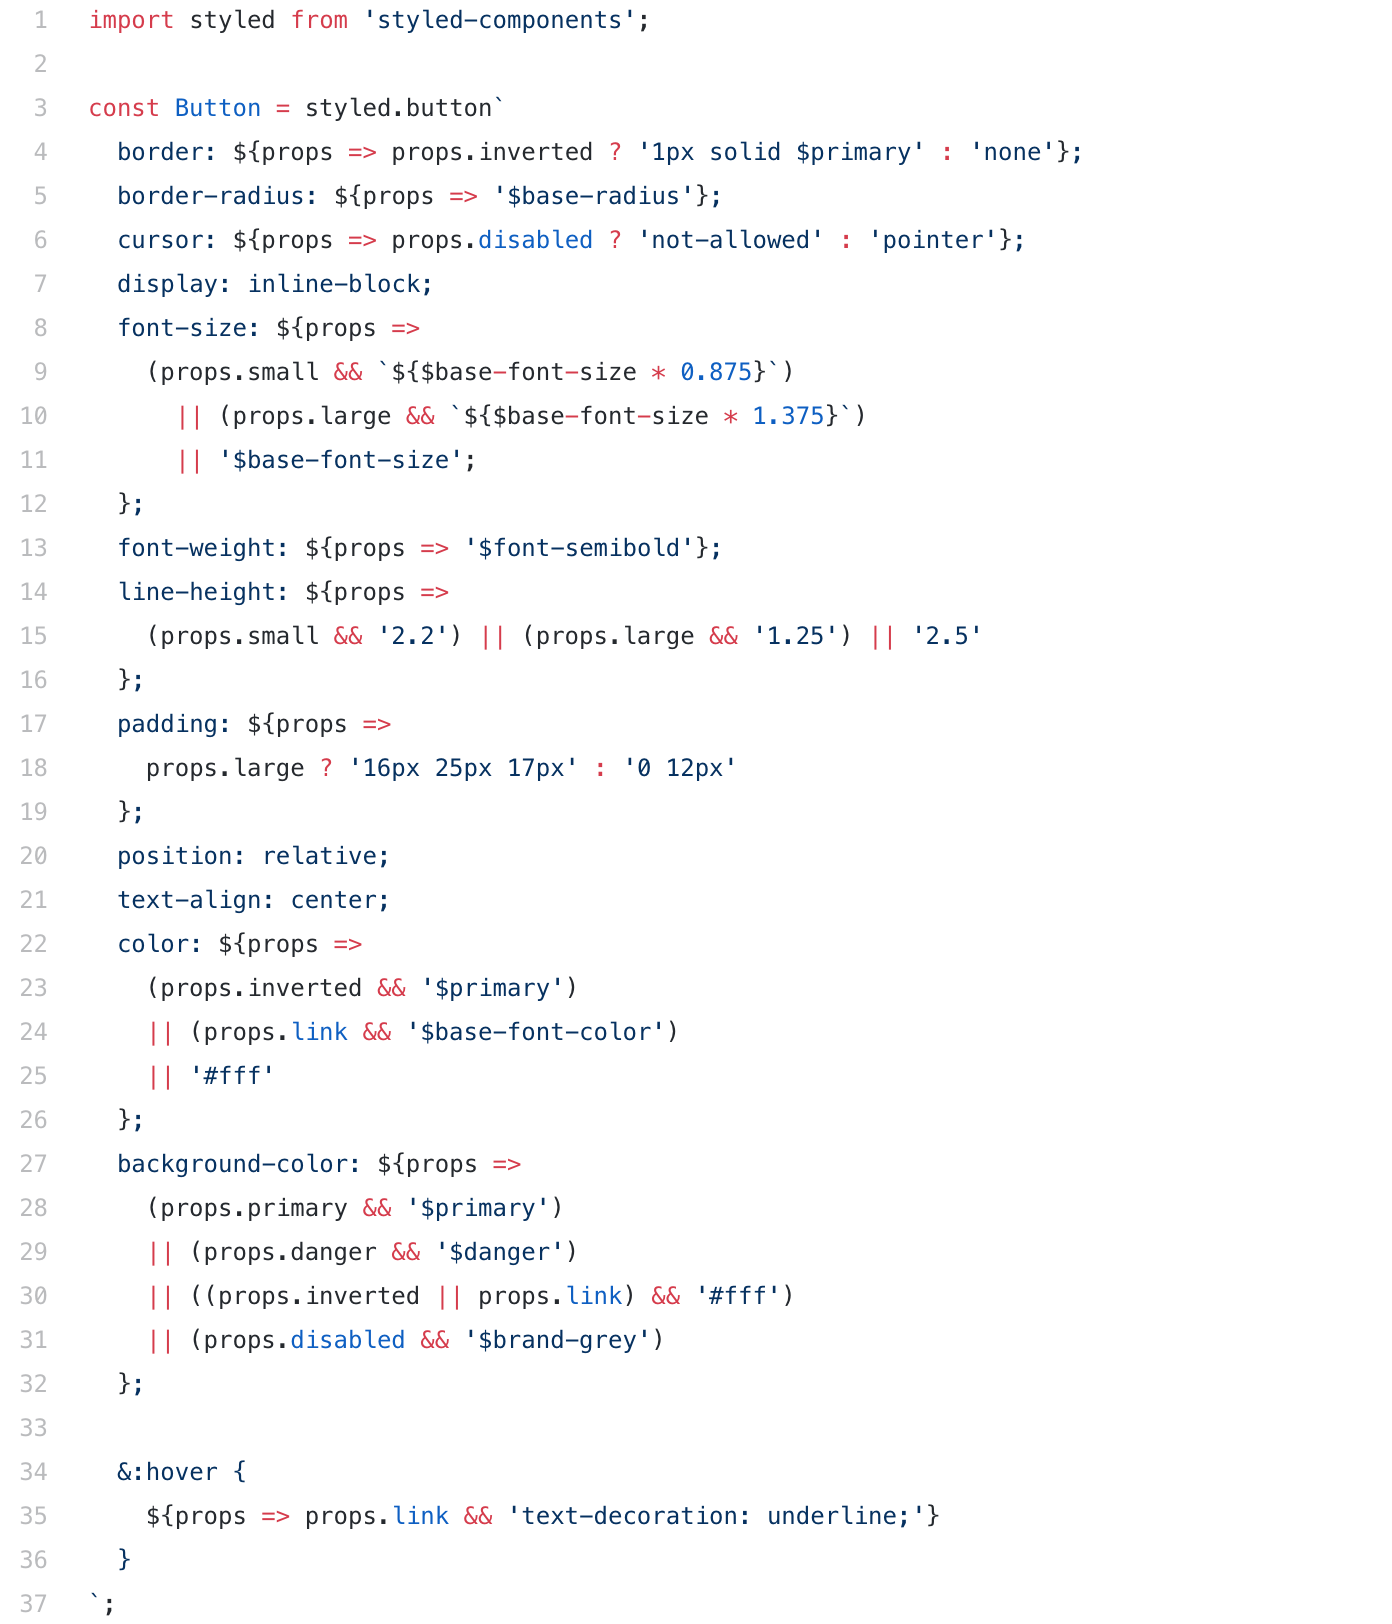 1 import styled from 'styled-components';
2
3 const Button = styled.button`
4   border: ${props => props.inverted ? '1px solid $primary' : 'none'};
5   border-radius: ${props => '$base-radius'};
6   cursor: ${props => props.disabled ? 'not-allowed' : 'pointer'};
7   display: inline-block;
8   font-size: ${props =>
9     (props.small && `${$base-font-size * 0.875}`)
10       || (props.large && `${$base-font-size * 1.375}`)
11       || '$base-font-size';
12   };
13   font-weight: ${props => '$font-semibold'};
14   line-height: ${props =>
15     (props.small && '2.2') || (props.large && '1.25') || '2.5'
16   };
17   padding: ${props =>
18     props.large ? '16px 25px 17px' : '0 12px'
19   };
20   position: relative;
21   text-align: center;
22   color: ${props =>
23     (props.inverted && '$primary')
24     || (props.link && '$base-font-color')
25     || '#fff'
26   };
27   background-color: ${props =>
28     (props.primary && '$primary')
29     || (props.danger && '$danger')
30     || ((props.inverted || props.link) && '#fff')
31     || (props.disabled && '$brand-grey')
32   };
33
34   &:hover {
35     ${props => props.link && 'text-decoration: underline;'}
36   }
37 `;